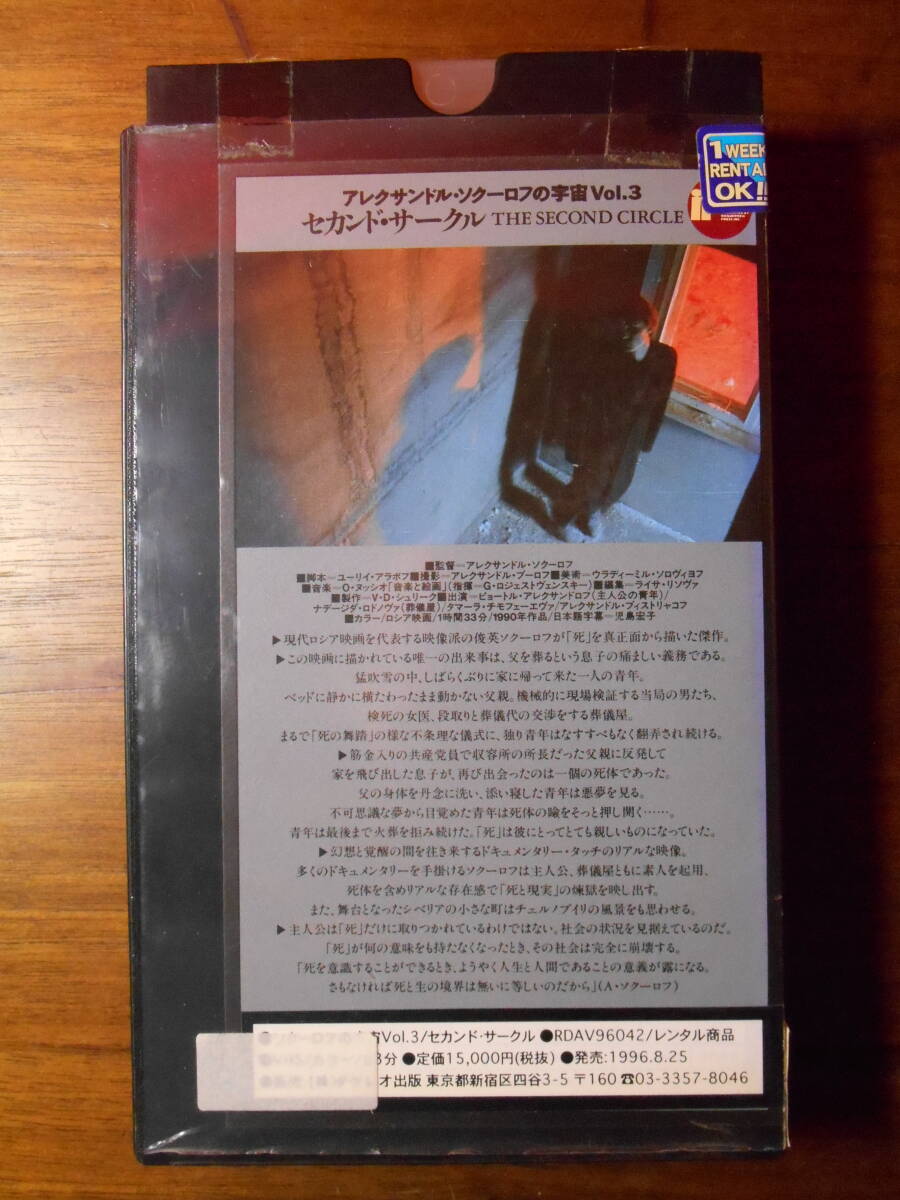 1 WEEK
RENTAL
OK!!
アレクサンドル・ソクーロフの宇宙Vol.3
セカンド・サークル THE SECOND CIRCLE
■監督=アレクサンドル・ソクーロフ
■脚本=ユーリイ・アラボフ■撮影=アレクサンドル・ブーロフ■美術=ウラディーミル・ソロヴィヨフ
■音楽=O・ヌッシオ「音楽と絵画」(指揮=G・ロジェストヴェンスキー)■編集=ライサ・リソヴァ
■製作=V・D・シュリーク■出演=ピョートル・アレクサンドロフ(主人公の青年)/
ナデージダ・ロドノヴァ(葬儀屋)/タマーラ・チモフェーエヴァ/アレクサンドル・ブィストリャコフ
■カラー/ロシア映画/1時間33分/1990年作品/日本語字幕=児島宏子
▶現代ロシア映画を代表する映像派の俊英ソクーロフが「死」を真正面から描いた傑作。
▶この映画に描かれている唯一の出来事は、父を葬るという息子の痛ましい義務である。
猛吹雪の中、しばらくぶりに家に帰って来た一人の青年。
ベッドに静かに横たわったまま動かない父親。機械的に現場検証する当局の男たち、
検死の女医、段取りと葬儀代の交渉をする葬儀屋。
まるで「死の舞踏」の様な不条理な儀式に、独り青年はなすすべもなく翻弄され続ける。
▶筋金入りの共産党員で収容所の所長だった父親に反発して
家を飛び出した息子が、再び出会ったのは一個の死体であった。
父の身体を丹念に洗い、添い寝した青年は悪夢を見る。
不可思議な夢から目覚めた青年は死体の瞼をそっと押し開く……。
青年は最後まで火葬を拒み続けた。「死」は彼にとってとても親しいものになっていた。
▶幻想と覚醒の間を往き来するドキュメンタリー・タッチのリアルな映像。
多くのドキュメンタリーを手掛けるソクーロフは主人公、葬儀屋ともに素人を起用、
死体を含めリアルな存在感で「死と現実」の煉獄を映し出す。
また、舞台となったシベリアの小さな町はチェルノブイリの風景をも思わせる。
▶主人公は「死」だけに取りつかれているわけではない。社会の状況を見据えているのだ。
「死」が何の意味をも持たなくなったとき、その社会は完全に崩壊する。
「死を意識することができるとき、ようやく人生と人間であることの意義が露になる。
さもなければ死と生の境界は無いに等しいのだから」(A・ソクーロフ)
宙Vol.3/セカンド・サークル ●RDAV96042/レンタル商品
3分 ●定価15,000円(税抜) ●発売:1996.8.25
オ出版 東京都新宿区四谷3-5 〒160 ☎03-3357-8046